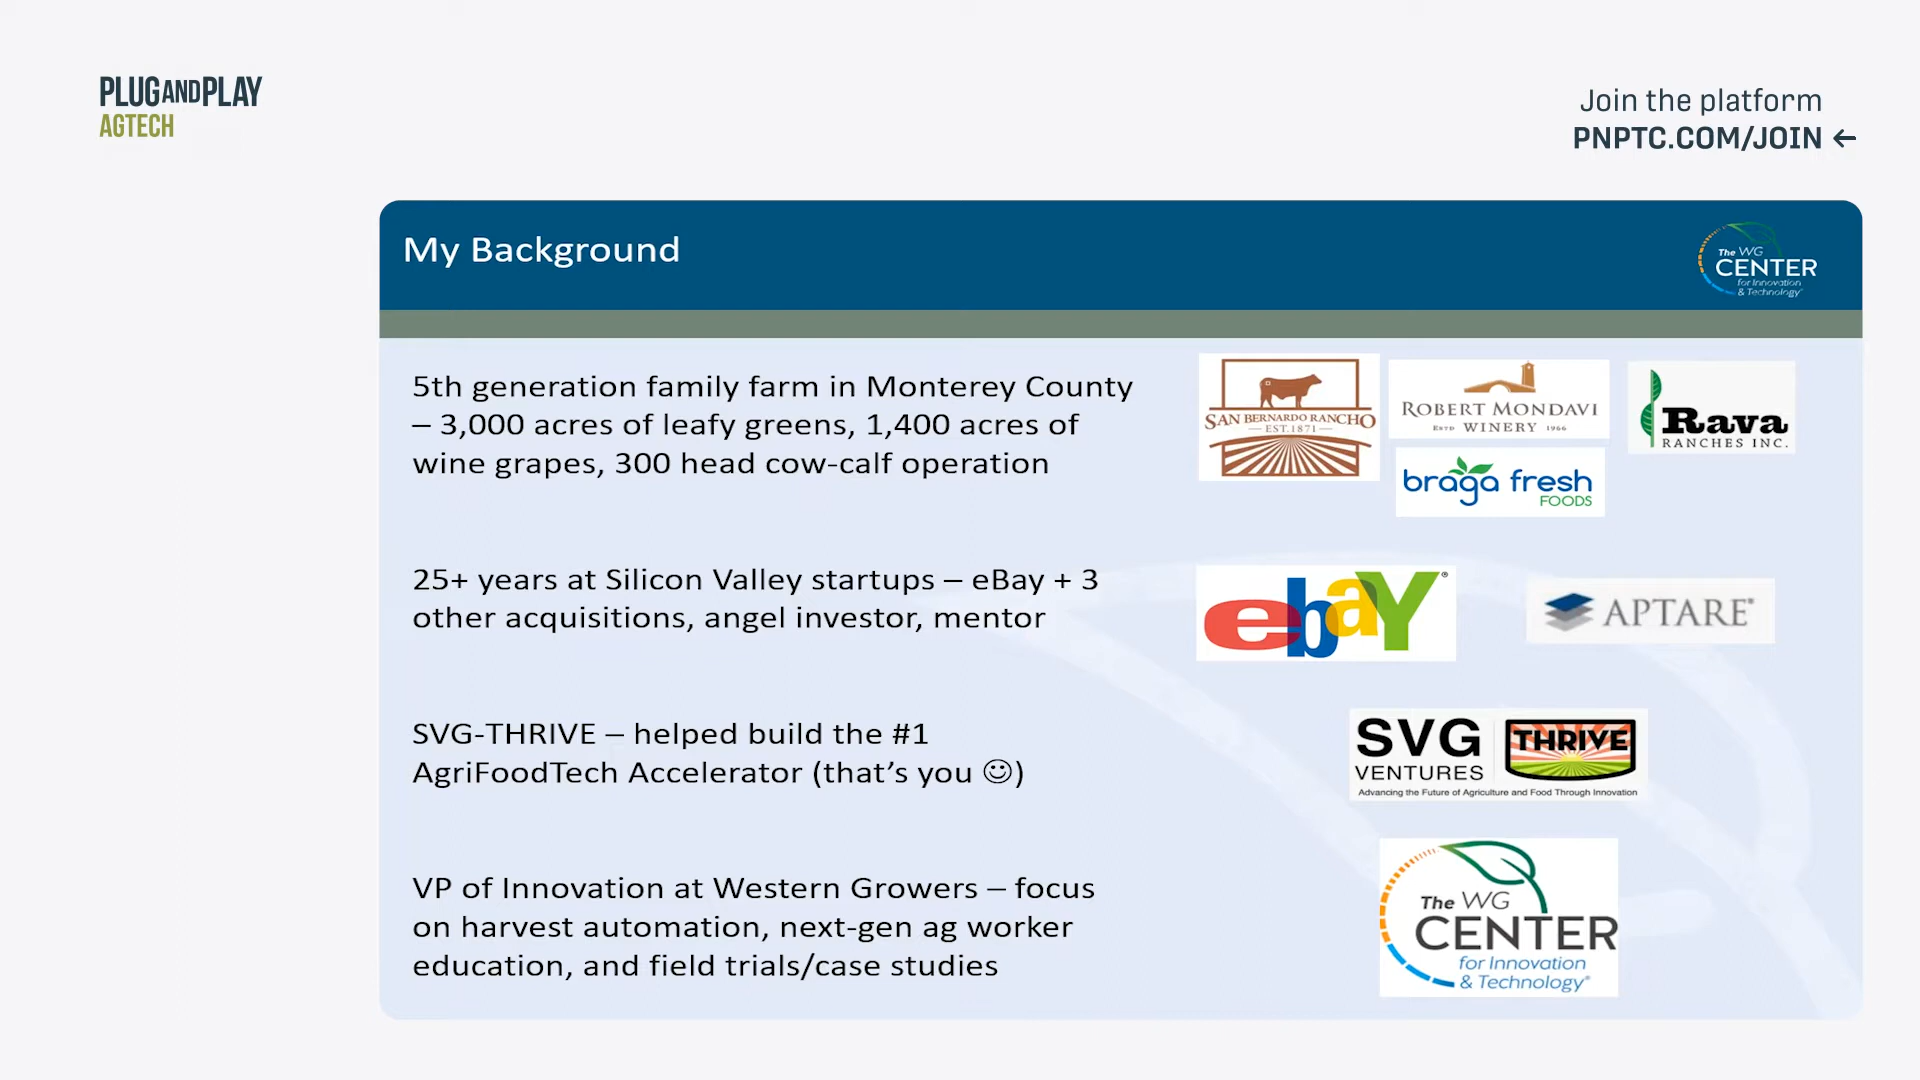 PLUGANDPLAY
AGTECH
Join the platform
PNPTC.COM/JOIN ←
My Background
The WG
CENTER
for Innovation
& Technology
5th generation family farm in Monterey County
– 3,000 acres of leafy greens, 1,400 acres of
wine grapes, 300 head cow-calf operation
SAN BERNARDO RANCHO
EST. 1871
ROBERT MONDAVI
WINERY
ESTD 1966
Rava
RANCHES INC.
braga fresh
FOODS
25+ years at Silicon Valley startups – eBay + 3
other acquisitions, angel investor, mentor
ebaY®
APTARE®
SVG-THRIVE – helped build the #1
AgriFoodTech Accelerator (that’s you ☺)
SVG
VENTURES
THRIVE
Advancing the Future of Agriculture and Food Through Innovation
VP of Innovation at Western Growers – focus
on harvest automation, next-gen ag worker
education, and field trials/case studies
The WG
CENTER
for Innovation
& Technology®